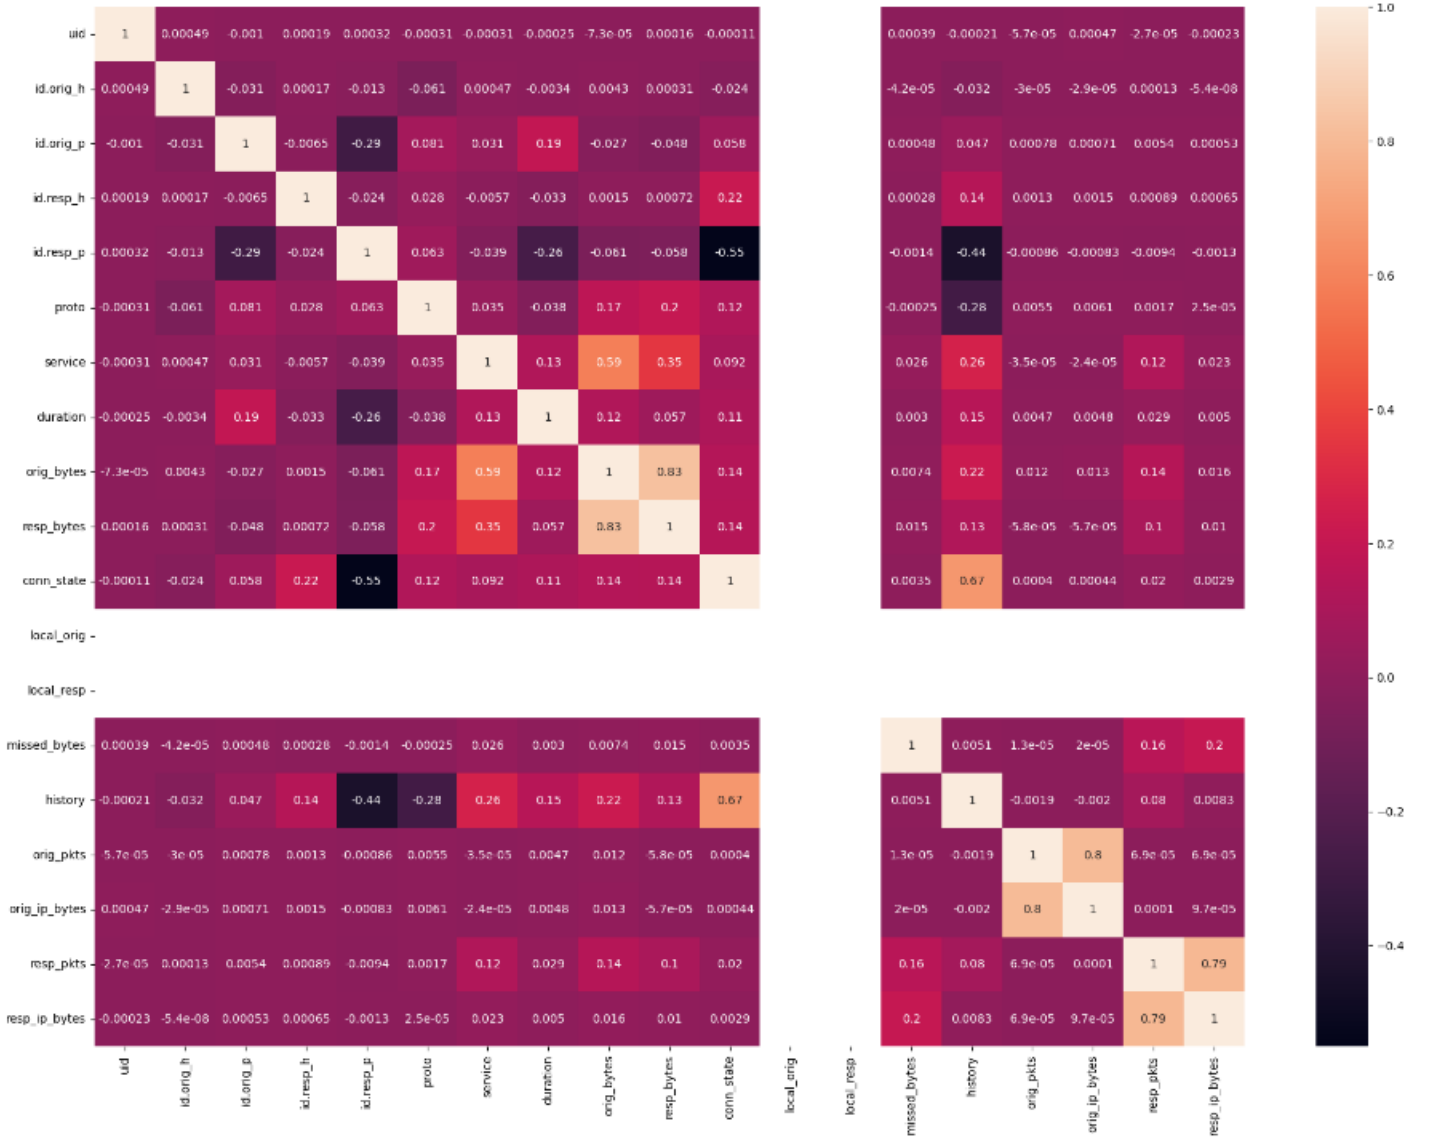 uid 1 0.00049 -0.001 0.00019 0.00032 -0.00031 -0.00031 -0.00025 -7.3e-05 0.00016 -0.00011 0.00039 -0.00021 -5.7e-05 0.00047 -2.7e-05 -0.00023 1.0
id.orig_h 0.00049 1 -0.031 0.00017 -0.013 -0.061 0.00047 -0.0034 0.0043 0.00031 -0.024 -4.2e-05 -0.032 -3e-05 -2.9e-05 0.00013 -5.4e-08
id.orig_p -0.001 -0.031 1 -0.0065 -0.29 0.081 0.031 0.19 -0.027 -0.048 0.058 0.00048 0.047 0.00078 0.00071 0.0054 0.00053 0.8
id.resp_h 0.00019 0.00017 -0.0065 1 -0.024 0.028 -0.0057 -0.033 0.0015 0.00072 0.22 0.00028 0.14 0.0013 0.0015 0.00089 0.00065
id.resp_p 0.00032 -0.013 -0.29 -0.024 1 0.063 -0.039 -0.26 -0.061 -0.058 -0.55 -0.0014 -0.44 -0.00086 -0.00083 -0.0094 -0.0013 0.6
proto -0.00031 -0.061 0.081 0.028 0.063 1 0.035 -0.038 0.17 0.2 0.12 -0.00025 -0.28 0.0055 0.0061 0.0017 2.5e-05
service -0.00031 0.00047 0.031 -0.0057 -0.039 0.035 1 0.13 0.59 0.35 0.092 0.026 0.26 -3.5e-05 -2.4e-05 0.12 0.023
duration -0.00025 -0.0034 0.19 -0.033 -0.26 -0.038 0.13 1 0.12 0.057 0.11 0.003 0.15 0.0047 0.0048 0.029 0.005 0.4
orig_bytes -7.3e-05 0.0043 -0.027 0.0015 -0.061 0.17 0.59 0.12 1 0.83 0.14 0.0074 0.22 0.012 0.013 0.14 0.016
resp_bytes 0.00016 0.00031 -0.048 0.00072 -0.058 0.2 0.35 0.057 0.83 1 0.14 0.015 0.13 -5.8e-05 -5.7e-05 0.1 0.01 0.2
conn_state -0.00011 -0.024 0.058 0.22 -0.55 0.12 0.092 0.11 0.14 0.14 1 0.0035 0.67 0.0004 0.00044 0.02 0.0029
local_orig
local_resp 0.0
missed_bytes 0.00039 -4.2e-05 0.00048 0.00028 -0.0014 -0.00025 0.026 0.003 0.0074 0.015 0.0035 1 0.0051 1.3e-05 2e-05 0.16 0.2
history -0.00021 -0.032 0.047 0.14 -0.44 -0.28 0.26 0.15 0.22 0.13 0.67 0.0051 1 -0.0019 -0.002 0.08 0.0083 -0.2
orig_pkts -5.7e-05 -3e-05 0.00078 0.0013 -0.00086 0.0055 -3.5e-05 0.0047 0.012 -5.8e-05 0.0004 1.3e-05 -0.0019 1 0.8 6.9e-05 6.9e-05
orig_ip_bytes 0.00047 -2.9e-05 0.00071 0.0015 -0.00083 0.0061 -2.4e-05 0.0048 0.013 -5.7e-05 0.00044 2e-05 -0.002 0.8 1 0.0001 9.7e-05
resp_pkts -2.7e-05 0.00013 0.0054 0.00089 -0.0094 0.0017 0.12 0.029 0.14 0.1 0.02 0.16 0.08 6.9e-05 0.0001 1 0.79 -0.4
resp_ip_bytes -0.00023 -5.4e-08 0.00053 0.00065 -0.0013 2.5e-05 0.023 0.005 0.016 0.01 0.0029 0.2 0.0083 6.9e-05 9.7e-05 0.79 1
uid id.orig_h id.orig_p id.resp_h id.resp_p proto service duration orig_bytes resp_bytes conn_state local_orig local_resp missed_bytes history orig_pkts orig_ip_bytes resp_pkts resp_ip_bytes